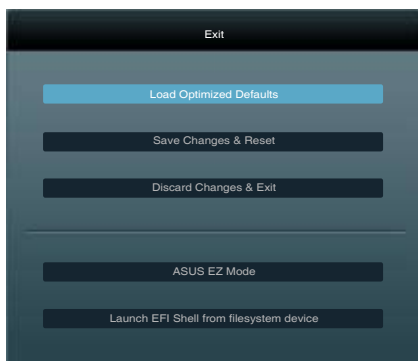 Exit
Load Optimized Defaults
Save Changes & Reset
Discard Changes & Exit
ASUS EZ Mode
Launch EFI Shell from filesystem device